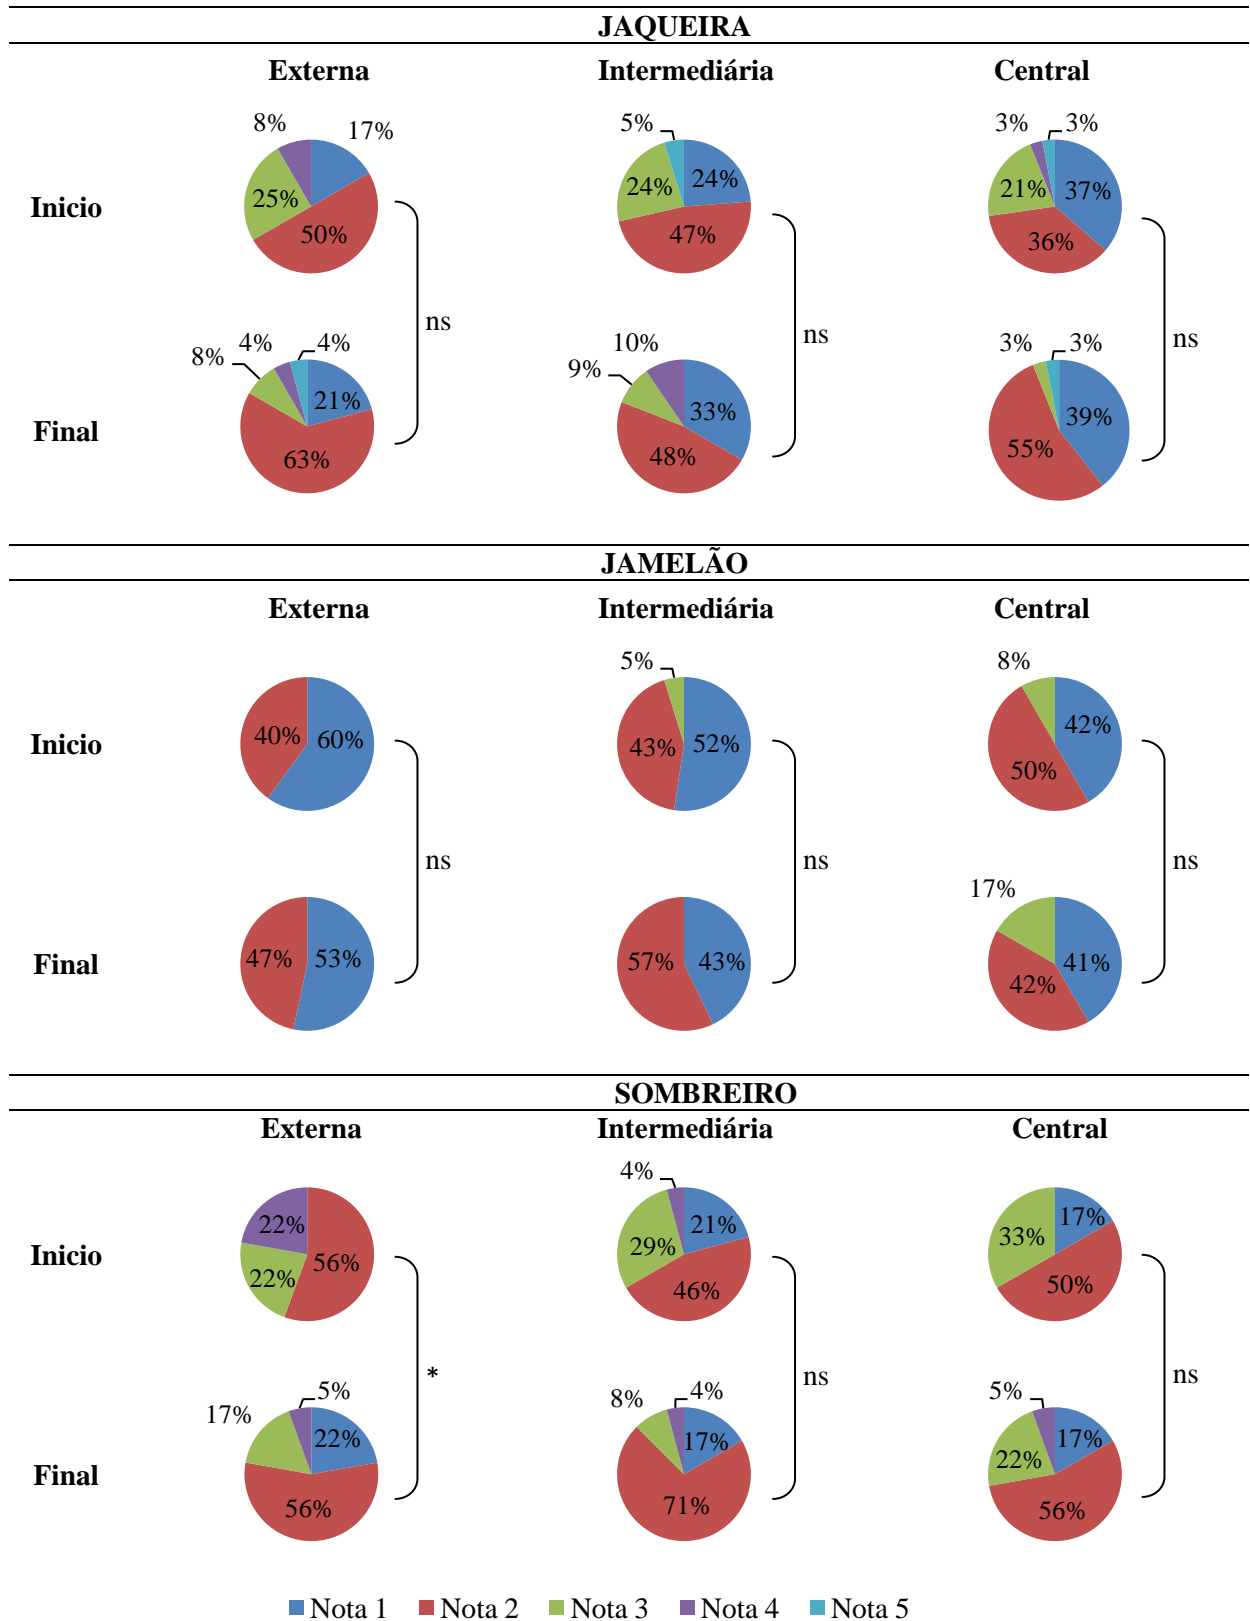 JAQUEIRA
Externa Intermediária Central
8% 17% 5% 3% 3%
Inicio 25% 50% 24% 24% 47% 21% 37% 36%
ns ns ns
8% 4% 4% 9% 10% 3% 3%
Final 21% 63% 33% 48% 39% 55%
JAMELÃO
Externa Intermediária Central
5% 8%
Inicio 40% 60% 43% 52% 42% 50%
ns ns ns
17%
Final 47% 53% 57% 43% 41% 42%
SOMBREIRO
Externa Intermediária Central
4%
Inicio 22% 22% 56% 29% 21% 46% 33% 17% 50%
* ns ns
17% 5% 8% 4% 5%
Final 22% 56% 17% 71% 22% 17% 56%
Nota 1 Nota 2 Nota 3 Nota 4 Nota 5